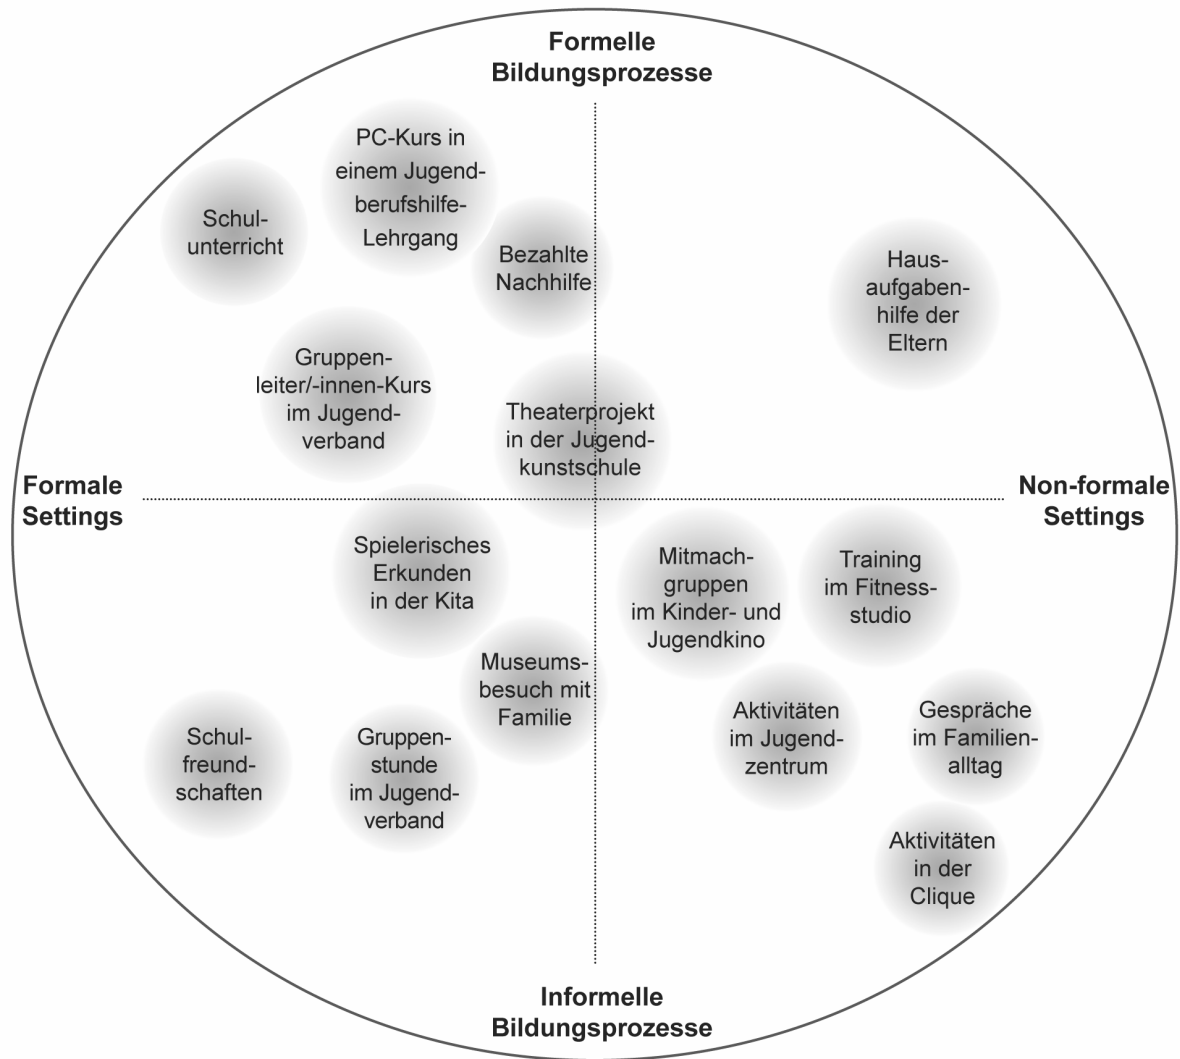 Formelle
Bildungsprozesse
PC-Kurs in
einem Jugend-
berufshilfe-
Lehrgang
Schul-
unterricht
Bezahlte
Nachhilfe
Haus-
aufgaben-
hilfe der
Eltern
Gruppen-
leiter/-innen-Kurs
im Jugend-
verband
Theaterprojekt
in der Jugend-
kunstschule
Formale
Settings
Non-formale
Settings
Spielerisches
Erkunden
in der Kita
Mitmach-
gruppen
im Kinder- und
Jugendkino
Training
im Fitness-
studio
Museums-
besuch mit
Familie
Schul-
freund-
schaften
Gruppen-
stunde
im Jugend-
verband
Aktivitäten
im Jugend-
zentrum
Gespräche
im Familien-
alltag
Aktivitäten
in der
Clique
Informelle
Bildungsprozesse